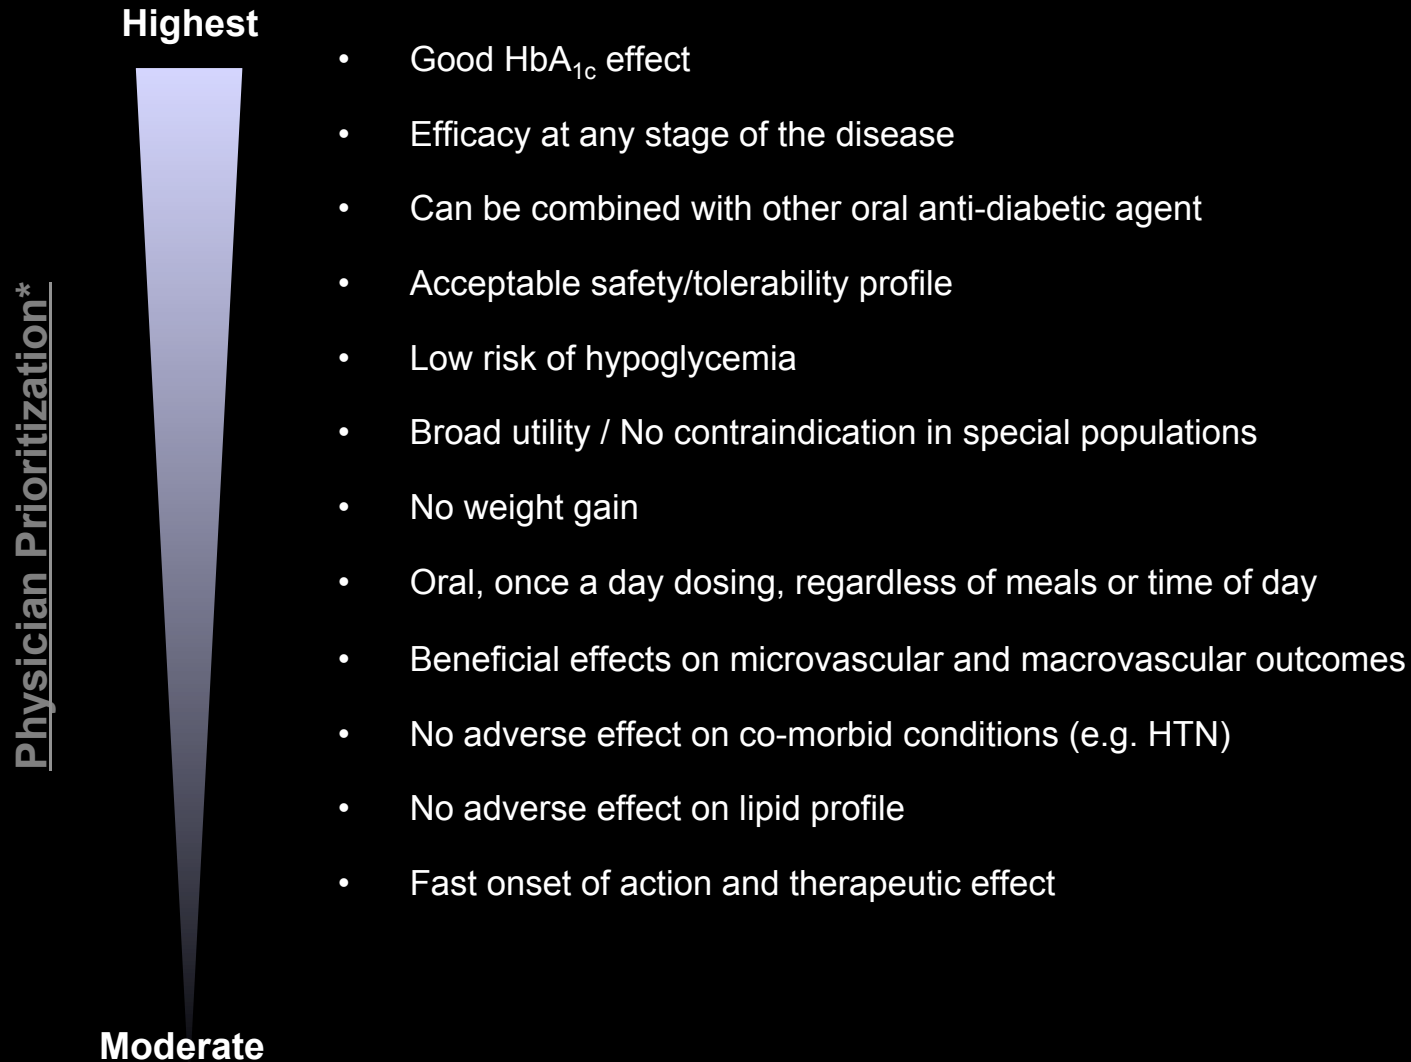 Highest
Physician Prioritization*
• Good HbA1c effect
• Efficacy at any stage of the disease
• Can be combined with other oral anti-diabetic agent
• Acceptable safety/tolerability profile
• Low risk of hypoglycemia
• Broad utility / No contraindication in special populations
• No weight gain
• Oral, once a day dosing, regardless of meals or time of day
• Beneficial effects on microvascular and macrovascular outcomes
• No adverse effect on co-morbid conditions (e.g. HTN)
• No adverse effect on lipid profile
• Fast onset of action and therapeutic effect
Moderate